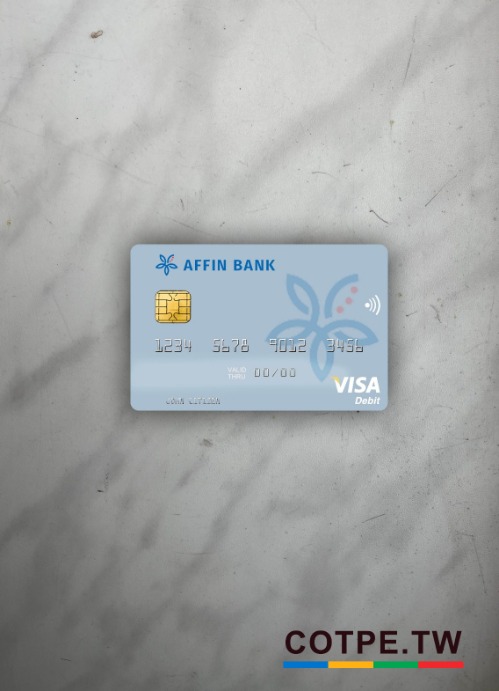 AFFIN BANK
1234 5678 9012 3456
VALID
THRU
00/00
VISA
Debit
COTPE.TW